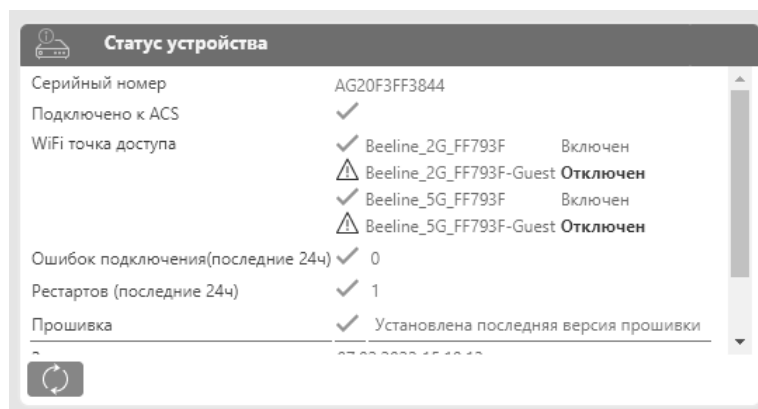 Статус устройства
Серийный номер AG20F3FF3844
Подключено к ACS
WiFi точка доступа Beeline_2G_FF793F Включен
Beeline_2G_FF793F-Guest Отключен
Beeline_5G_FF793F Включен
Beeline_5G_FF793F-Guest Отключен
Ошибок подключения(последние 24ч) 0
Рестартов (последние 24ч) 1
Прошивка Установлена последняя версия прошивки